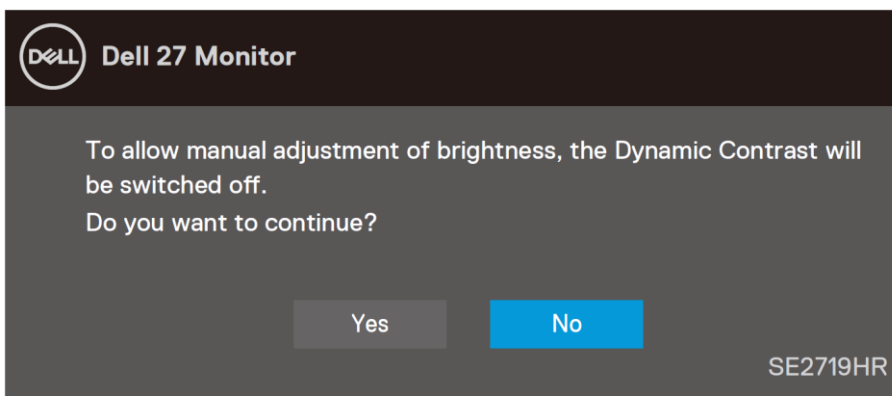 DELL Dell 27 Monitor
To allow manual adjustment of brightness, the Dynamic Contrast will
be switched off.
Do you want to continue?
Yes No
SE2719HR